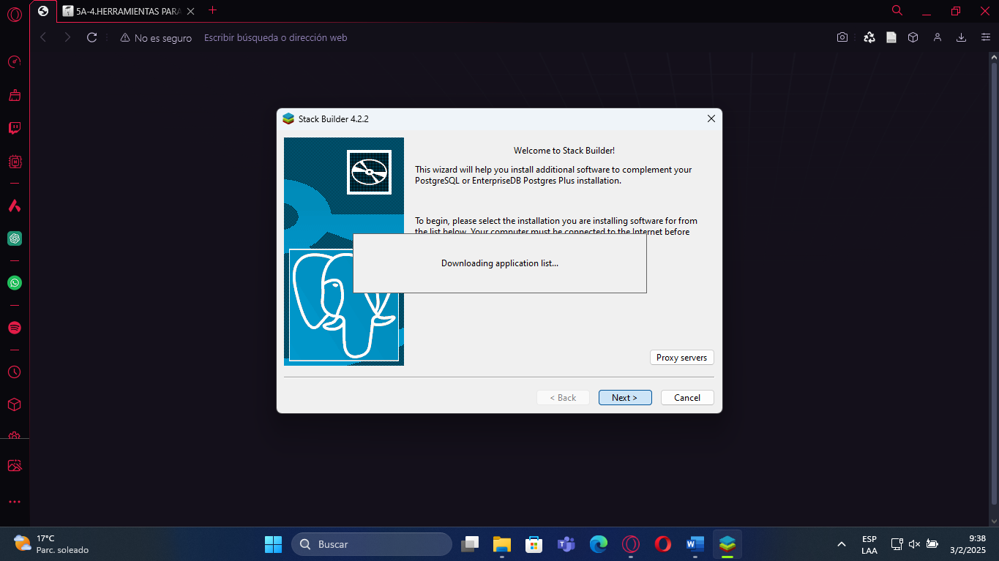 5A-4.HERRAMIENTAS PARA
No es seguro
Escribir búsqueda o dirección web
Stack Builder 4.2.2
Welcome to Stack Builder!
This wizard will help you install additional software to complement your
PostgreSQL or EnterpriseDB Postgres Plus installation.
To begin, please select the installation you are installing software for from
the list below. Your computer must be connected to the Internet before
Downloading application list...
Proxy servers
< Back
Next >
Cancel
17°C
Parc. soleado
Buscar
ESP
LAA
9:38
3/2/2025